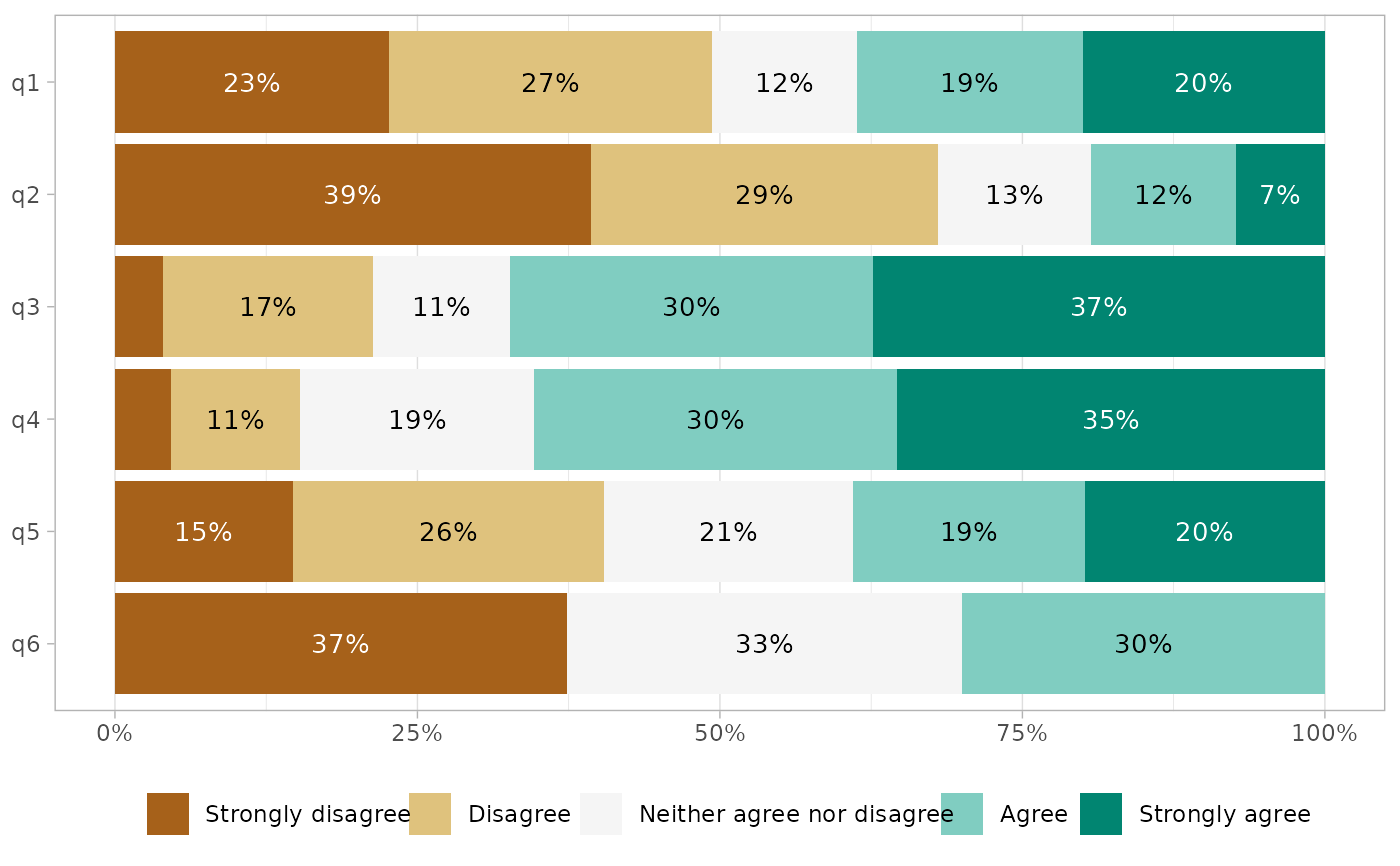 q1 23% 27% 12% 19% 20%
q2 39% 29% 13% 12% 7%
q3 17% 11% 30% 37%
q4 11% 19% 30% 35%
q5 15% 26% 21% 19% 20%
q6 37% 33% 30%
0% 25% 50% 75% 100%
Strongly disagree Disagree Neither agree nor disagree Agree Strongly agree